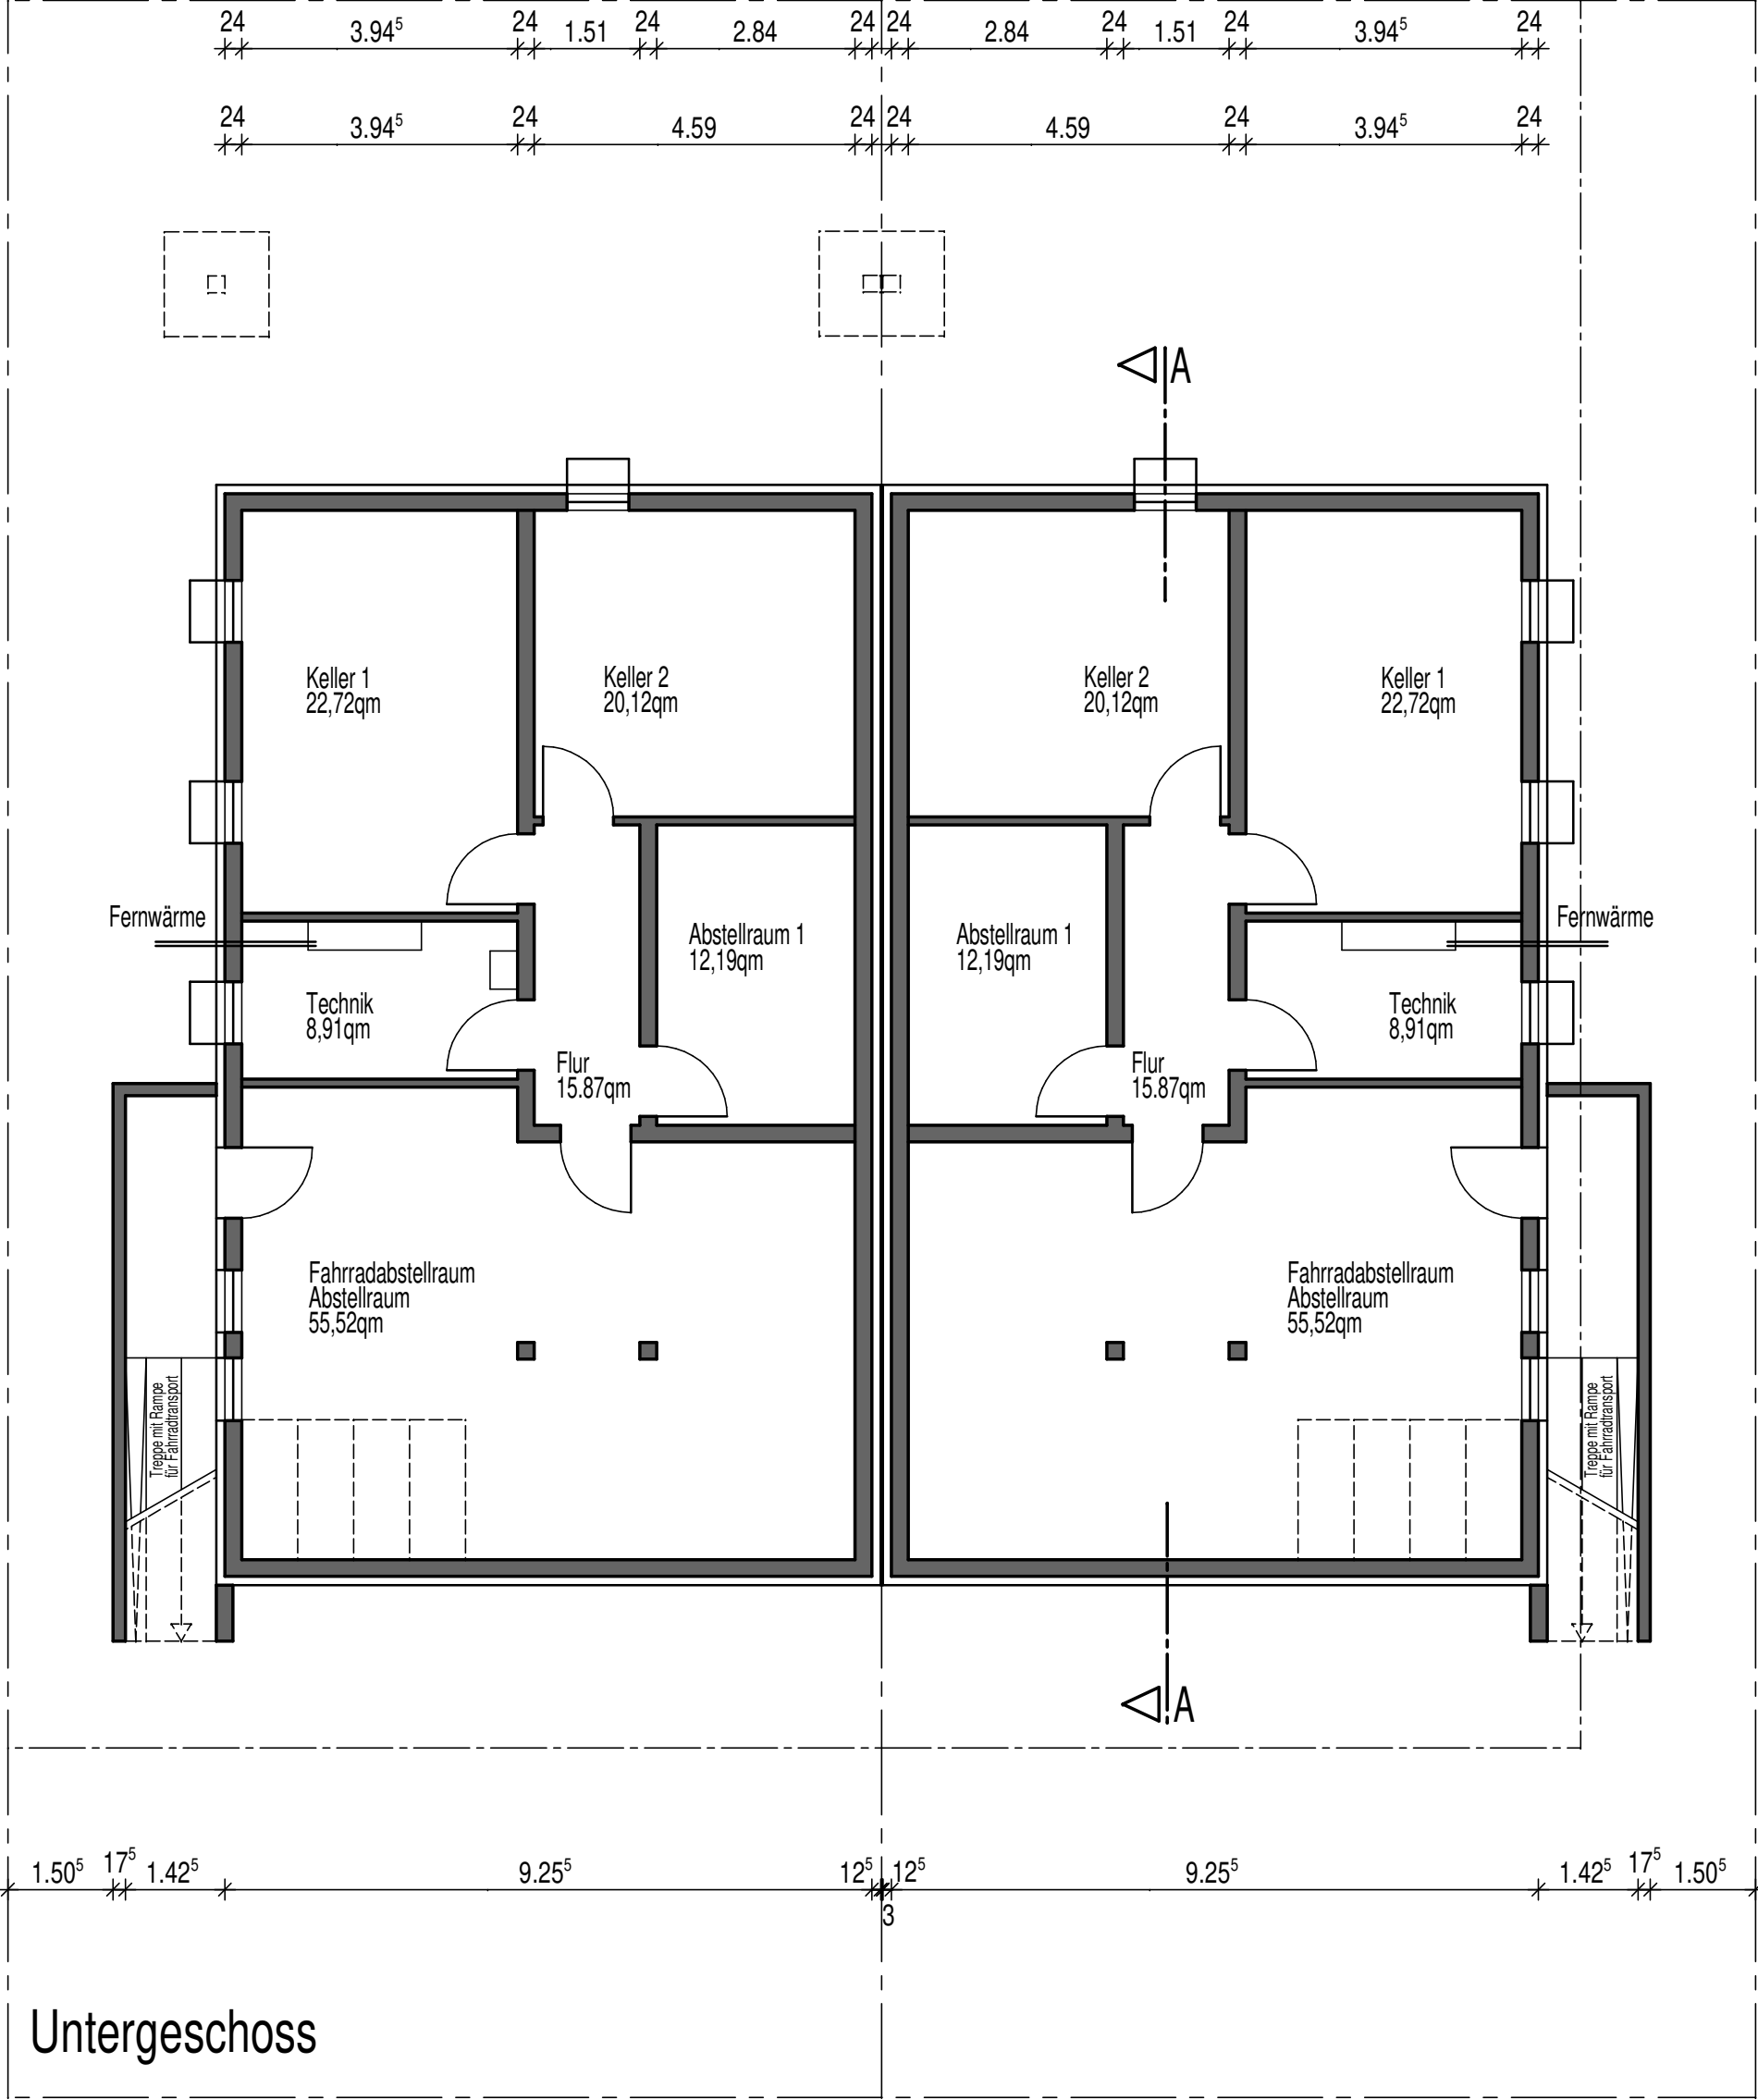 24 3.94⁵ 24 1.51 24 2.84 24 24 2.84 24 1.51 24 3.94⁵ 24
24 3.94⁵ 24 4.59 24 24 4.59 24 3.94⁵ 24
A
Keller 1
22,72qm
Keller 2
20,12qm
Keller 2
20,12qm
Keller 1
22,72qm
Fernwärme
Fernwärme
Abstellraum 1
12,19qm
Abstellraum 1
12,19qm
Technik
8,91qm
Technik
8,91qm
Flur
15.87qm
Flur
15.87qm
Fahrradabstellraum
Abstellraum
55,52qm
Fahrradabstellraum
Abstellraum
55,52qm
Treppe mit Rampe
für Fahrradtransport
Treppe mit Rampe
für Fahrradtransport
A
1.50⁵ 17⁵ 1.42⁵ 9.25⁵ 12⁵ 12⁵ 9.25⁵ 1.42⁵ 17⁵ 1.50⁵
3
Untergeschoss